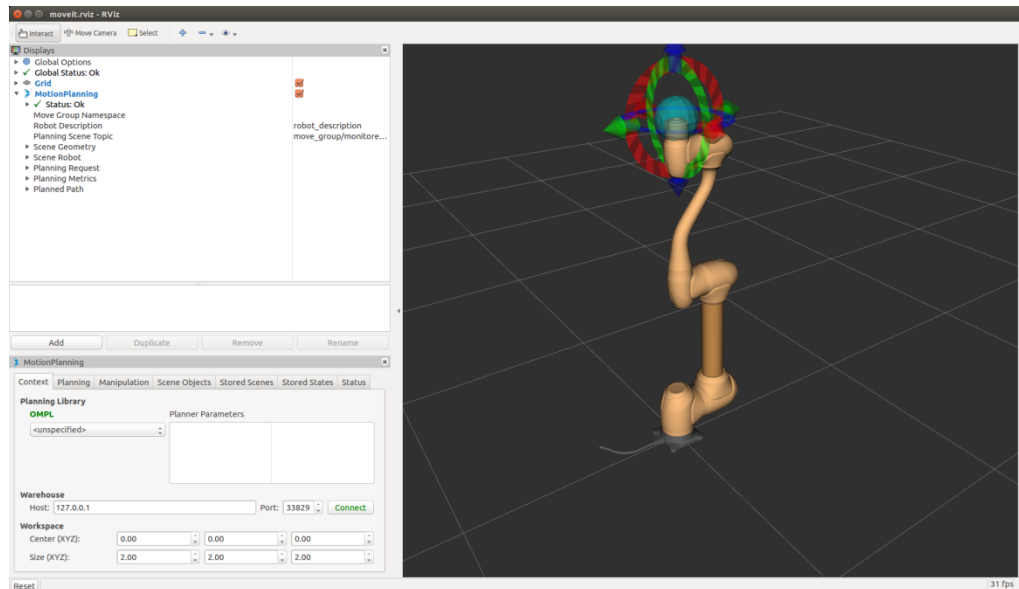 moveit.rviz - RViz
Interact Move Camera Select
Displays
Global Options
Global Status: Ok
Grid
MotionPlanning
Status: Ok
Move Group Namespace
Robot Description robot_description
Planning Scene Topic move_group/monitore...
Scene Geometry
Scene Robot
Planning Request
Planning Metrics
Planned Path
Add Duplicate Remove Rename
MotionPlanning
Context Planning Manipulation Scene Objects Stored Scenes Stored States Status
Planning Library
OMPL Planner Parameters
<unspecified>
Warehouse
Host: 127.0.0.1 Port: 33829 Connect
Workspace
Center (XYZ): 0.00 0.00 0.00
Size (XYZ): 2.00 2.00 2.00
Reset 31 fps